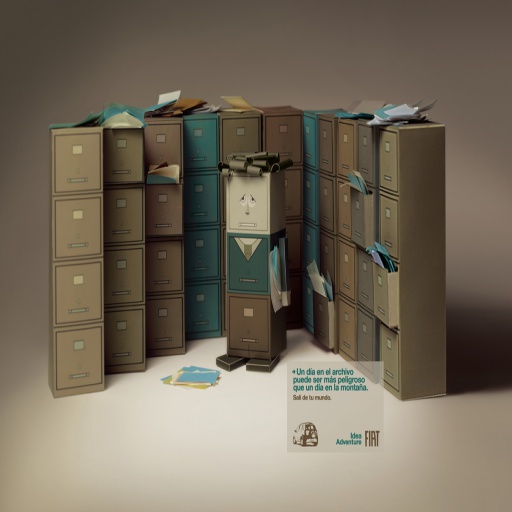 Un día en el archivo
puede ser más peligroso
que un día en la montaña.
Salí de tu mundo.
Idea
Adventure
FIAT